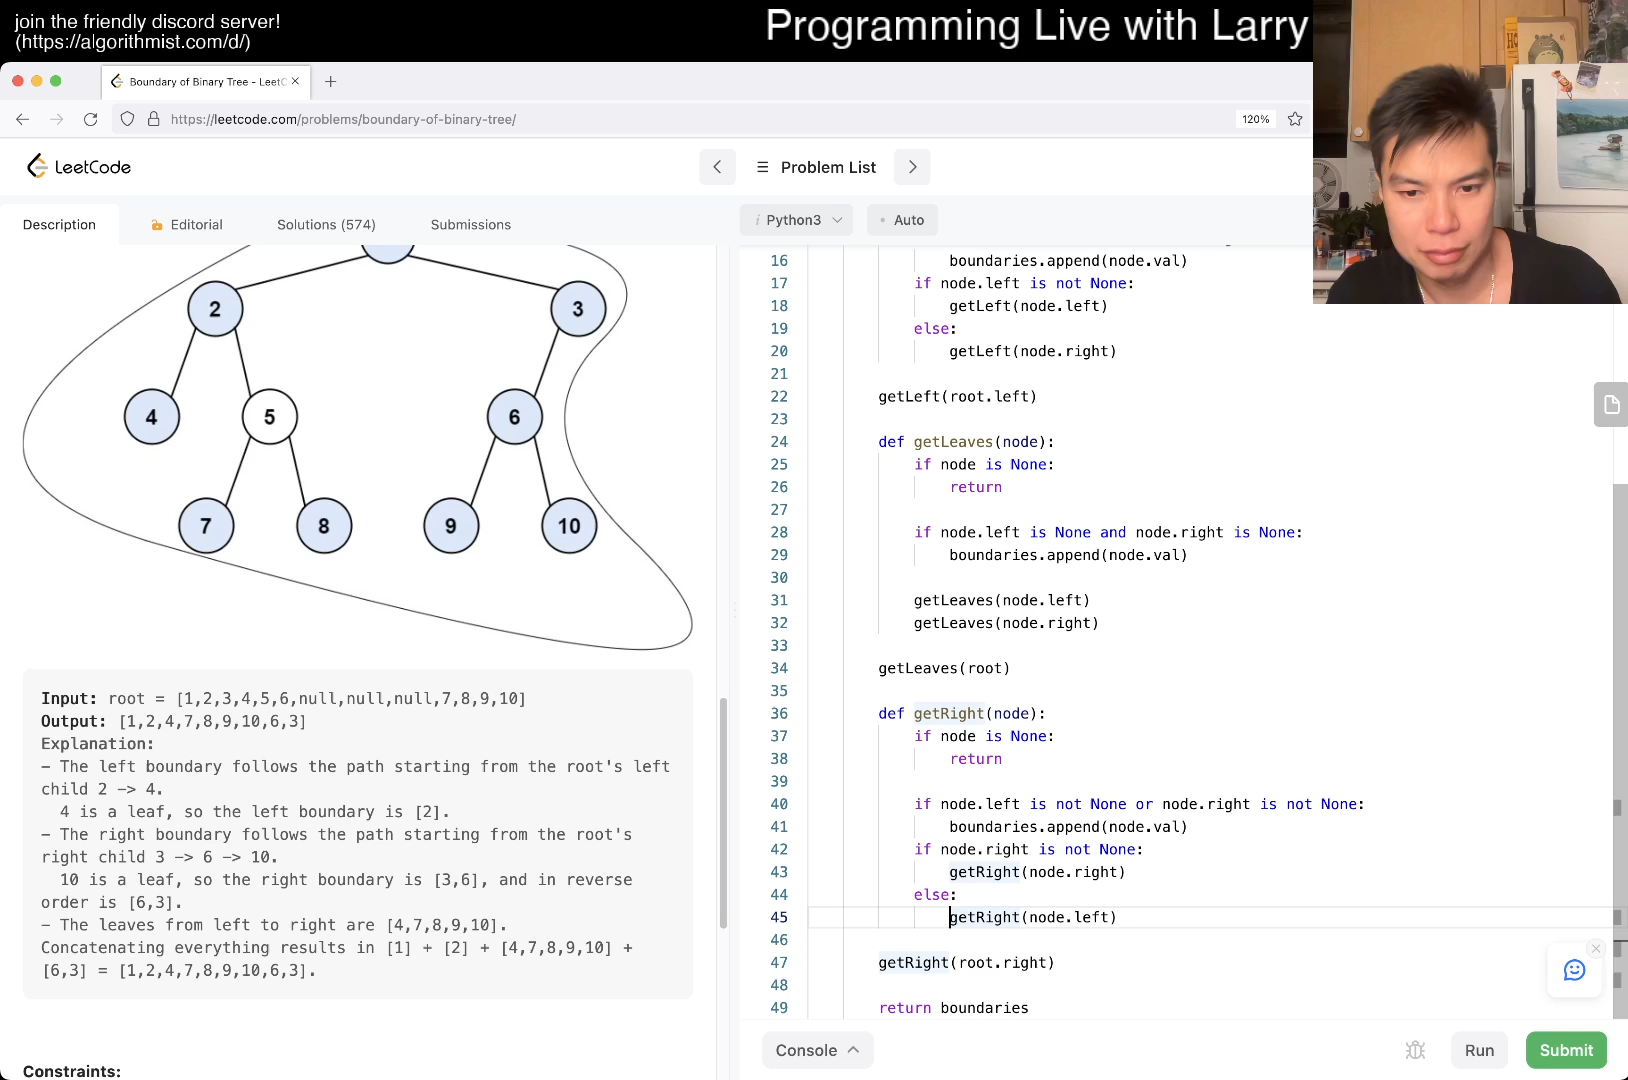 join the friendly discord server!
(https://algorithmist.com/d/)
Programming Live with Larry
Boundary of Binary Tree - Leet
https://leetcode.com/problems/boundary-of-binary-tree/
120%
LeetCode
Problem List
Description
Editorial
Solutions (574)
Submissions
i Python3
Auto
2
3
4
5
6
7
8
9
10
Input: root = [1,2,3,4,5,6,null,null,null,7,8,9,10]
Output: [1,2,4,7,8,9,10,6,3]
Explanation:
- The left boundary follows the path starting from the root's left
child 2 -> 4.
4 is a leaf, so the left boundary is [2].
- The right boundary follows the path starting from the root's
right child 3 -> 6 -> 10.
10 is a leaf, so the right boundary is [3,6], and in reverse
order is [6,3].
- The leaves from left to right are [4,7,8,9,10].
Concatenating everything results in [1] + [2] + [4,7,8,9,10] +
[6,3] = [1,2,4,7,8,9,10,6,3].
Constraints:
16 boundaries.append(node.val)
17 if node.left is not None:
18 getLeft(node.left)
19 else:
20 getLeft(node.right)
21
22 getLeft(root.left)
23
24 def getLeaves(node):
25 if node is None:
26 return
27
28 if node.left is None and node.right is None:
29 boundaries.append(node.val)
30
31 getLeaves(node.left)
32 getLeaves(node.right)
33
34 getLeaves(root)
35
36 def getRight(node):
37 if node is None:
38 return
39
40 if node.left is not None or node.right is not None:
41 boundaries.append(node.val)
42 if node.right is not None:
43 getRight(node.right)
44 else:
45 getRight(node.left)
46
47 getRight(root.right)
48
49 return boundaries
Console
Run
Submit